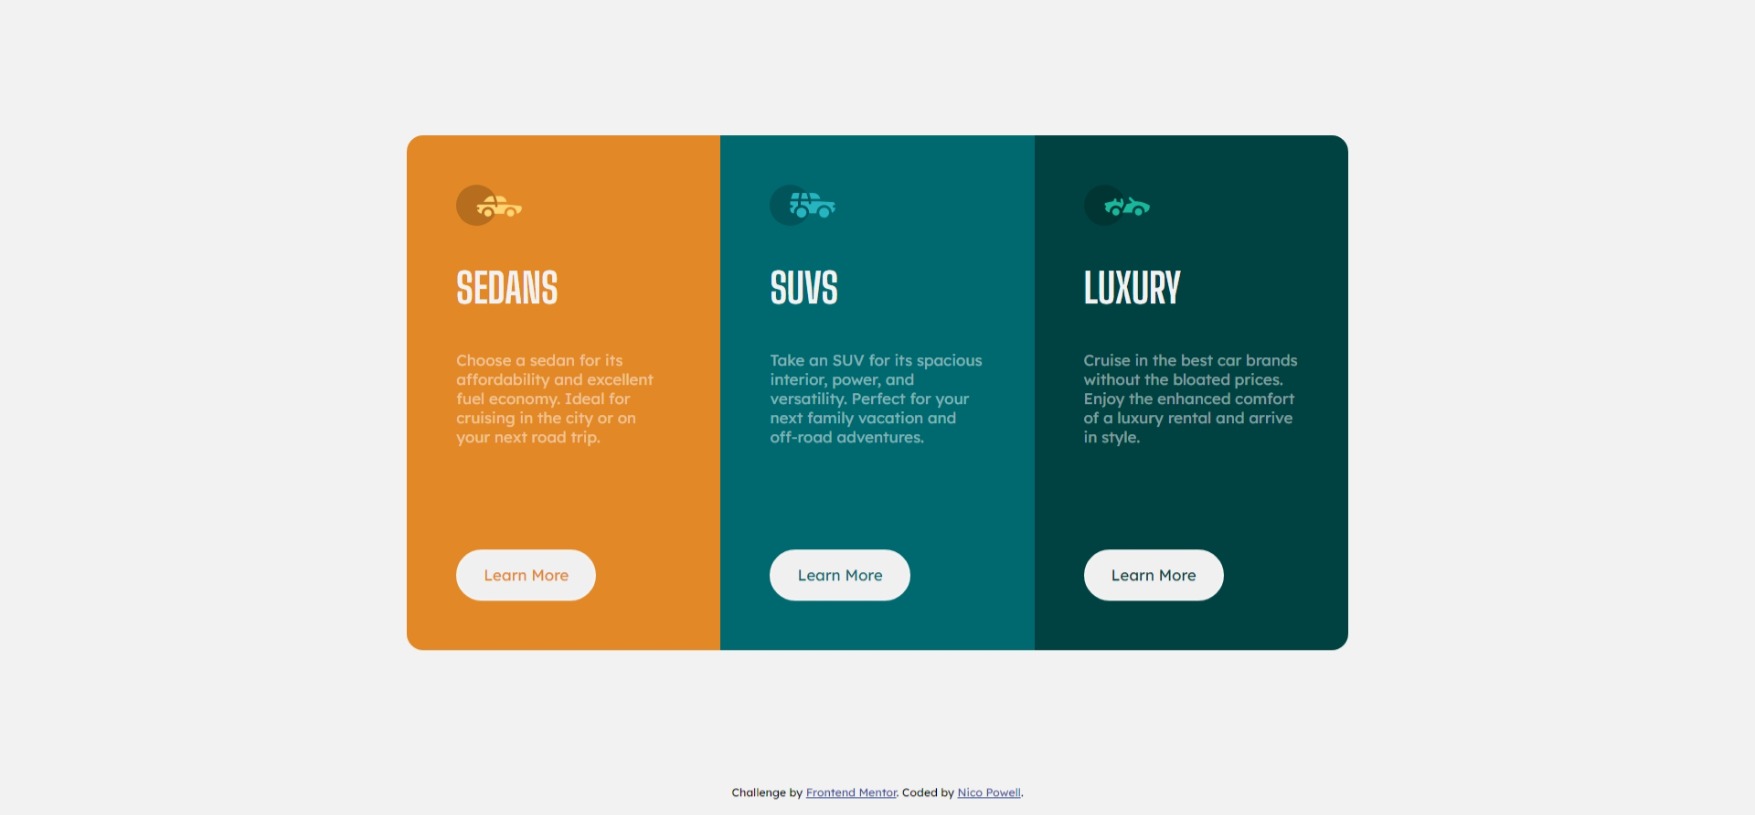 SEDANS
Choose a sedan for its
affordability and excellent
fuel economy. Ideal for
cruising in the city or on
your next road trip.
Learn More
SUVS
Take an SUV for its spacious
interior, power, and
versatility. Perfect for your
next family vacation and
off-road adventures.
Learn More
LUXURY
Cruise in the best car brands
without the bloated prices.
Enjoy the enhanced comfort
of a luxury rental and arrive
in style.
Learn More
Challenge by Frontend Mentor. Coded by Nico Powell.